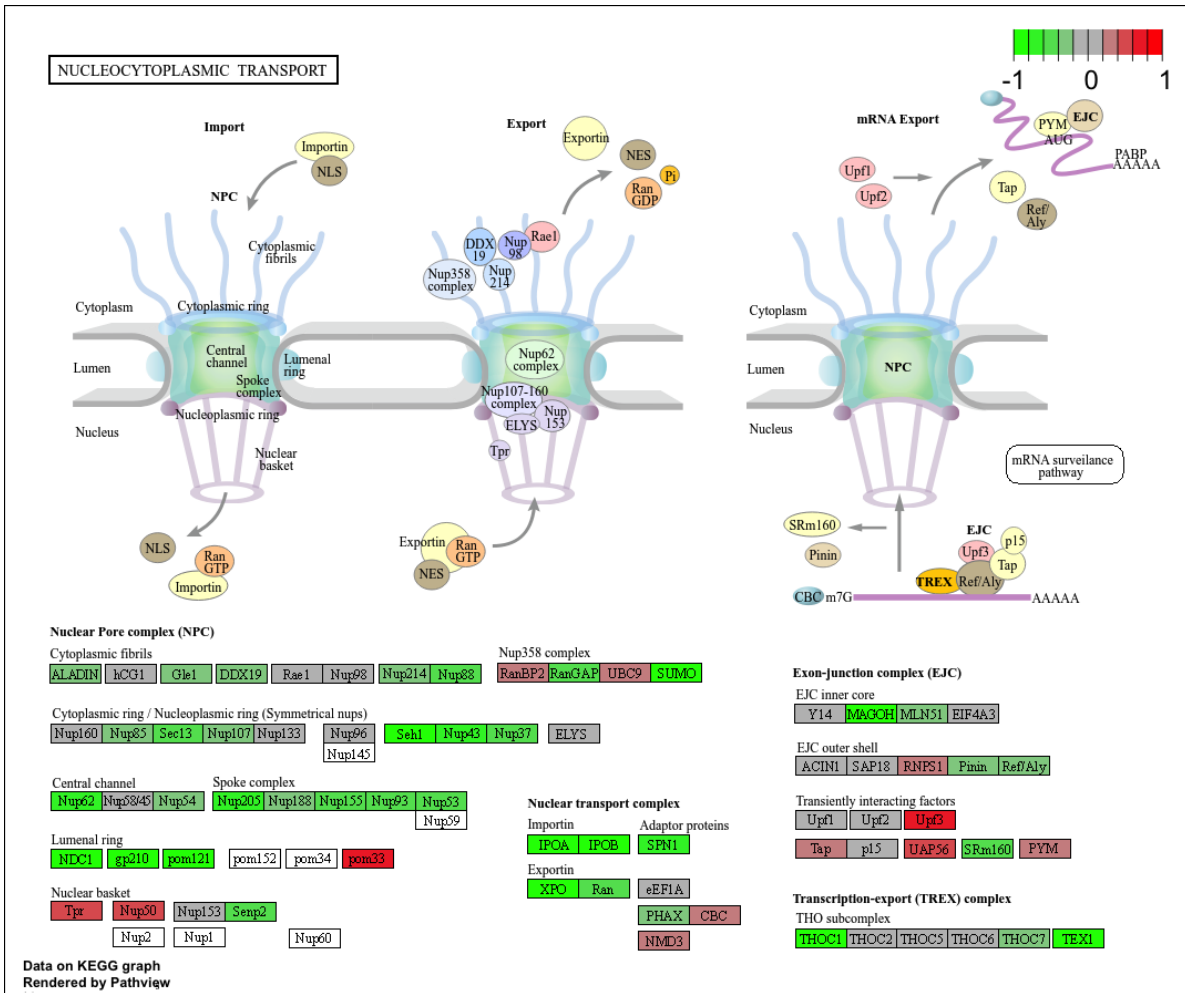 NUCLEOCYTOPLASMIC TRANSPORT
-1 0 1
Import
Importin
NLS
NPC
Cytoplasmic
fibrils
Cytoplasm
Cytoplasmic ring
Central
channel
Lumenal
ring
Lumen
Spoke
complex
Nucleoplasmic ring
Nucleus
Nuclear
basket
NLS
Ran
GTP
Importin
Export
Exportin
NES
Pi
Ran
GDP
DDX
19
Nup
98
Rae1
Nup358
complex
Nup
214
Nup62
complex
Nup107-160
complex
Nup
153
ELYS
Tpr
Exportin
Ran
GTP
NES
mRNA Export
PYM
EJC
AUG
PABP
AAAAA
Upf1
Upf2
Tap
Ref/
Aly
Cytoplasm
Lumen
NPC
Nucleus
mRNA surveilance
pathway
SRm160
Pinin
EJC
p15
Upf3
Tap
TREX
Ref/Aly
CBC
m7G
AAAAA
Nuclear Pore complex (NPC)
Cytoplasmic fibrils
ALADIN hCG1 Gle1 DDX19 Rae1 Nup98 Nup214 Nup88
Nup358 complex
RanBP2 RanGAP UBC9 SUMO
Cytoplasmic ring / Nucleoplasmic ring (Symmetrical nups)
Nup160 Nup85 Sec13 Nup107 Nup133 Nup96 Seh1 Nup43 Nup37 ELYS
Nup145
Central channel
Nup62 Nup58/45 Nup54
Spoke complex
Nup205 Nup188 Nup155 Nup93 Nup53
Nup59
Lumenal ring
NDC1 gp210 pom121 pom152 pom34 pom33
Nuclear basket
Tpr Nup50 Nup153 Senp2
Nup2 Nup1 Nup60
Nuclear transport complex
Importin
IPOA IPOB
Adaptor proteins
SPN1
Exportin
XPO Ran
eEF1A
PHAX CBC
NMD3
Exon-junction complex (EJC)
EJC inner core
Y14 MAGOH MLN51 EIF4A3
EJC outer shell
ACIN1 SAP18 RNPS1 Pinin Ref/Aly
Transiently interacting factors
Upf1 Upf2 Upf3
Tap p15 UAP56 SRm160 PYM
Transcription-export (TREX) complex
THO subcomplex
THOC1 THOC2 THOC5 THOC6 THOC7 TEX1
Data on KEGG graph
Rendered by Pathview